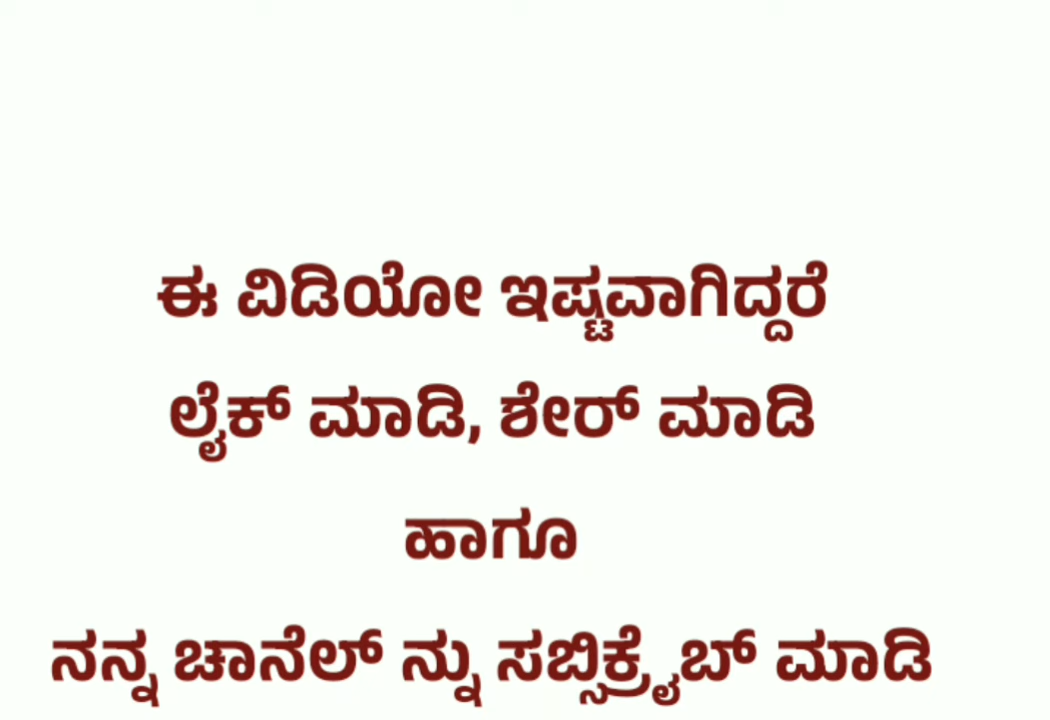 ಈ ವಿಡಿಯೋ ಇಷ್ಟವಾಗಿದ್ದರೆ
ಲೈಕ್ ಮಾಡಿ, ಶೇರ್ ಮಾಡಿ
ಹಾಗೂ
ನನ್ನ ಚಾನೆಲ್ ನ್ನು ಸಬ್ಸಿಕ್ರೈಬ್ ಮಾಡಿ